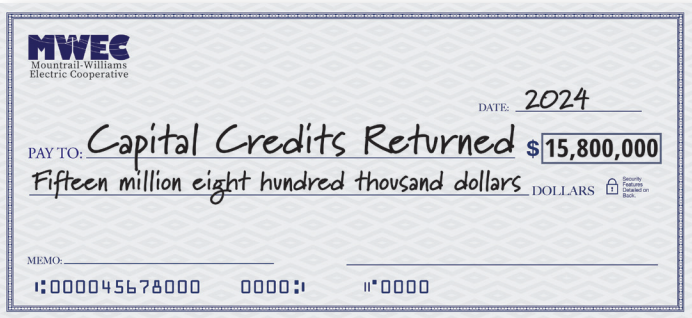 MWEC
Mountrail-Williams
Electric Cooperative
DATE: 2024
PAY TO: Capital Credits Returned $ 15,800,000
Fifteen million eight hundred thousand dollars DOLLARS
Security
Features
Detailed on
Back.
MEMO:
⑆000045678000 0000⑆ ⑈0000